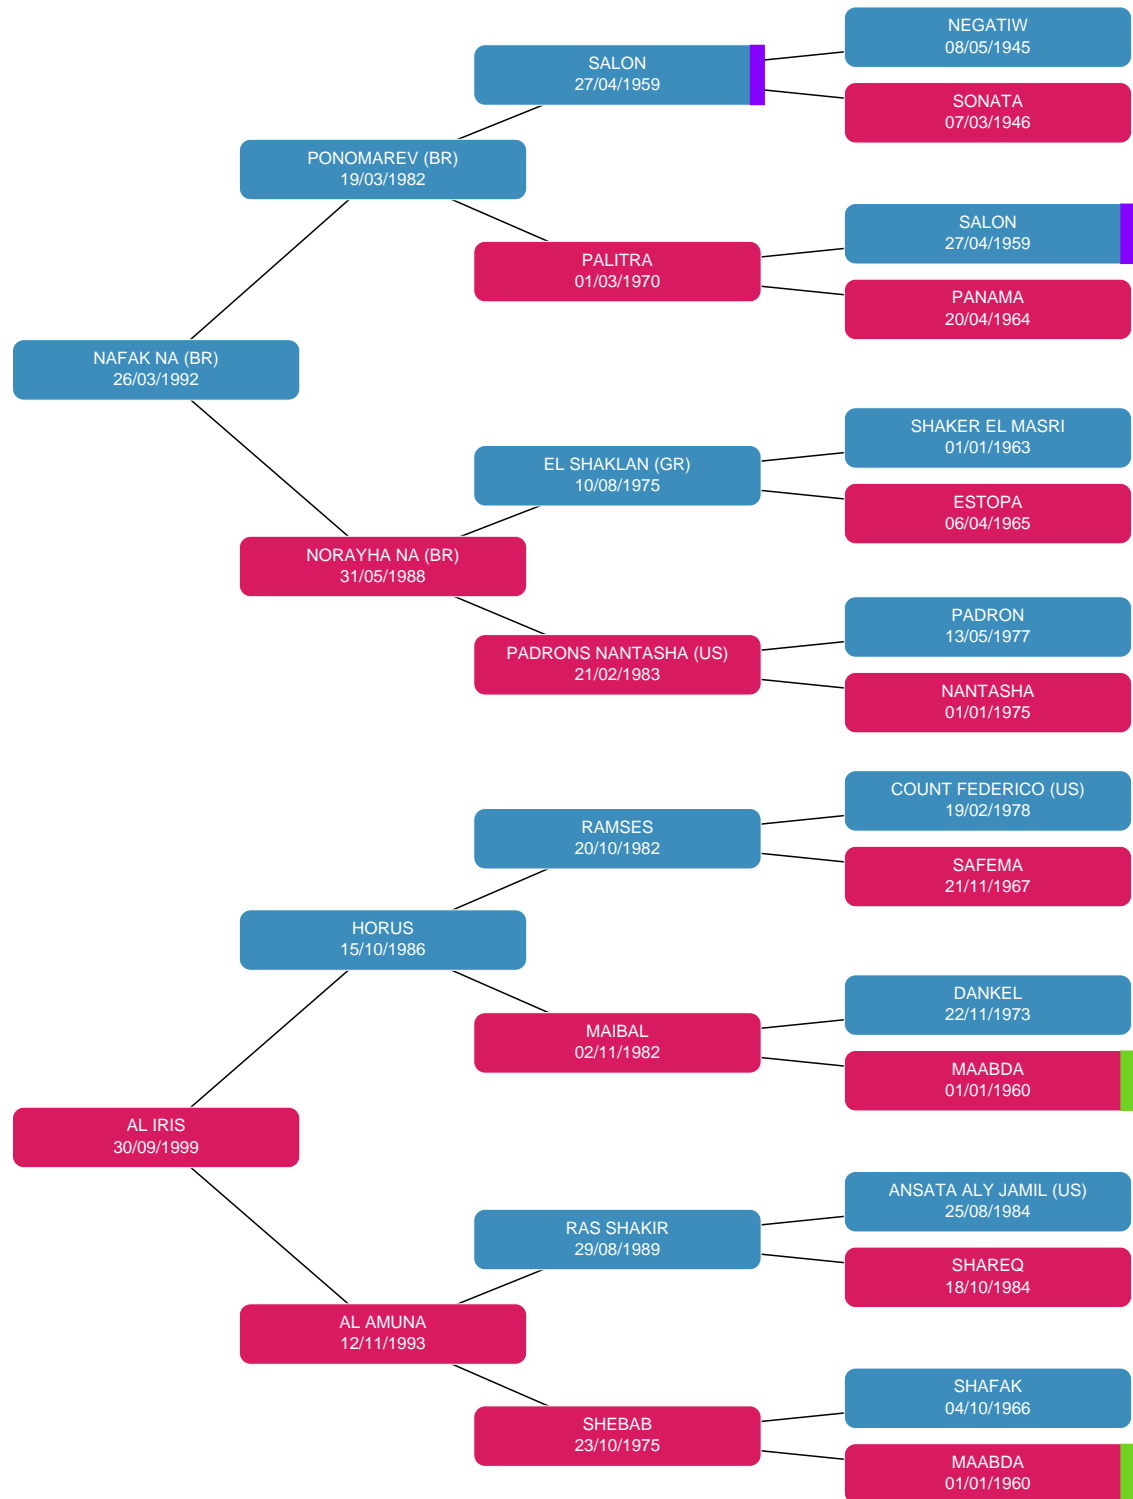 NEGATIW
08/05/1945
SALON
27/04/1959
SONATA
07/03/1946
PONOMAREV (BR)
19/03/1982
SALON
27/04/1959
PALITRA
01/03/1970
PANAMA
20/04/1964
NAFAK NA (BR)
26/03/1992
SHAKER EL MASRI
01/01/1963
EL SHAKLAN (GR)
10/08/1975
ESTOPA
06/04/1965
NORAYHA NA (BR)
31/05/1988
PADRON
13/05/1977
PADRONS NANTASHA (US)
21/02/1983
NANTASHA
01/01/1975
COUNT FEDERICO (US)
19/02/1978
RAMSES
20/10/1982
SAFEMA
21/11/1967
HORUS
15/10/1986
DANKEL
22/11/1973
MAIBAL
02/11/1982
MAABDA
01/01/1960
AL IRIS
30/09/1999
ANSATA ALY JAMIL (US)
25/08/1984
RAS SHAKIR
29/08/1989
SHAREQ
18/10/1984
AL AMUNA
12/11/1993
SHAFAK
04/10/1966
SHEBAB
23/10/1975
MAABDA
01/01/1960